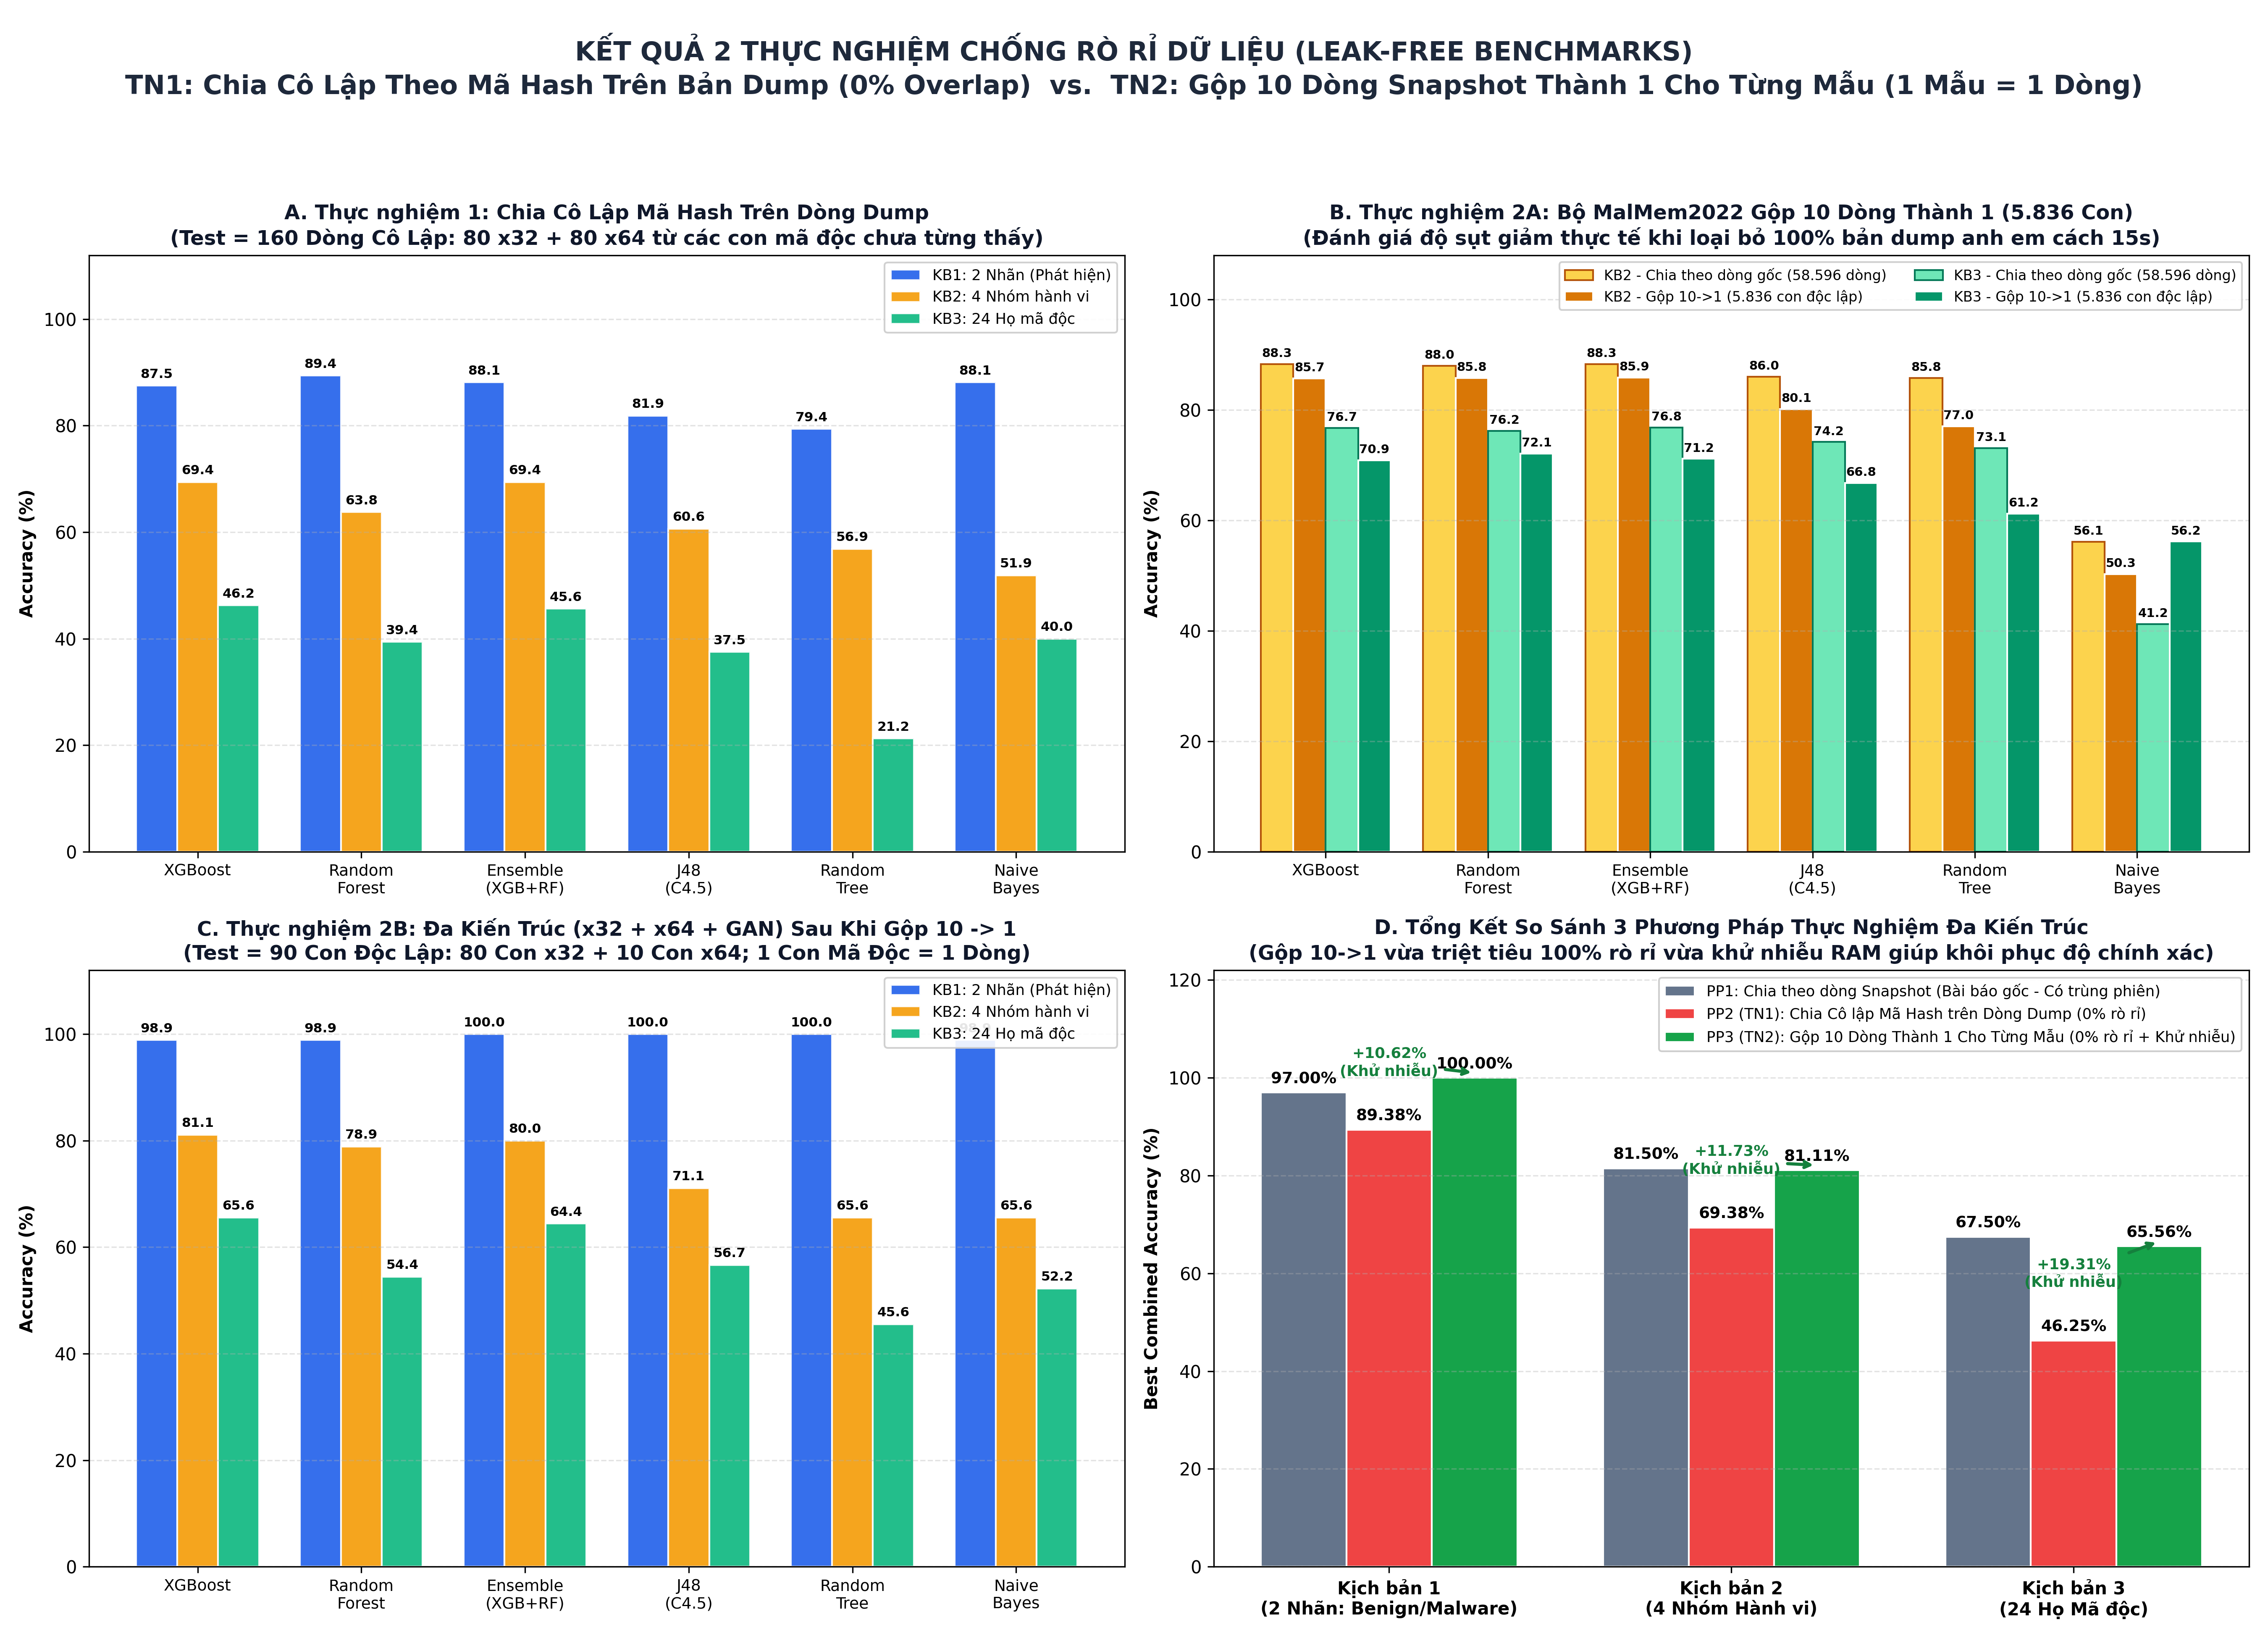 KẾT QUẢ 2 THỰC NGHIỆM CHỐNG RÒ RỈ DỮ LIỆU (LEAK-FREE BENCHMARKS)
TN1: Chia Cô Lập Theo Mã Hash Trên Bản Dump (0% Overlap) vs. TN2: Gộp 10 Dòng Snapshot Thành 1 Cho Từng Mẫu (1 Mẫu = 1 Dòng)
A. Thực nghiệm 1: Chia Cô Lập Mã Hash Trên Dòng Dump
(Test = 160 Dòng Cô Lập: 80 x32 + 80 x64 từ các con mã độc chưa từng thấy)
KB1: 2 Nhãn (Phát hiện)
KB2: 4 Nhóm hành vi
KB3: 24 Họ mã độc
Accuracy (%)
100
80
60
40
20
0
87.5 69.4 46.2
89.4 63.8 39.4
88.1 69.4 45.6
81.9 60.6 37.5
79.4 56.9 21.2
88.1 51.9 40.0
XGBoost
Random
Forest
Ensemble
(XGB+RF)
J48
(C4.5)
Random
Tree
Naive
Bayes
B. Thực nghiệm 2A: Bộ MalMem2022 Gộp 10 Dòng Thành 1 (5.836 Con)
(Đánh giá độ sụt giảm thực tế khi loại bỏ 100% bản dump anh em cách 15s)
KB2 - Chia theo dòng gốc (58.596 dòng)
KB2 - Gộp 10->1 (5.836 con độc lập)
KB3 - Chia theo dòng gốc (58.596 dòng)
KB3 - Gộp 10->1 (5.836 con độc lập)
Accuracy (%)
100
80
60
40
20
0
88.3 85.7 76.7 70.9
88.0 85.8 76.2 72.1
88.3 85.9 76.8 71.2
86.0 80.1 74.2 66.8
85.8 77.0 73.1 61.2
56.1 50.3 41.2 56.2
XGBoost
Random
Forest
Ensemble
(XGB+RF)
J48
(C4.5)
Random
Tree
Naive
Bayes
C. Thực nghiệm 2B: Đa Kiến Trúc (x32 + x64 + GAN) Sau Khi Gộp 10 -> 1
(Test = 90 Con Độc Lập: 80 Con x32 + 10 Con x64; 1 Con Mã Độc = 1 Dòng)
KB1: 2 Nhãn (Phát hiện)
KB2: 4 Nhóm hành vi
KB3: 24 Họ mã độc
Accuracy (%)
100
80
60
40
20
0
98.9 81.1 65.6
98.9 78.9 54.4
100.0 80.0 64.4
100.0 71.1 56.7
100.0 65.6 45.6
65.6 52.2
XGBoost
Random
Forest
Ensemble
(XGB+RF)
J48
(C4.5)
Random
Tree
Naive
Bayes
D. Tổng Kết So Sánh 3 Phương Pháp Thực Nghiệm Đa Kiến Trúc
(Gộp 10->1 vừa triệt tiêu 100% rò rỉ vừa khử nhiễu RAM giúp khôi phục độ chính xác)
PP1: Chia theo dòng Snapshot (Bài báo gốc - Có trùng phiên)
PP2 (TN1): Chia Cô lập Mã Hash trên Dòng Dump (0% rò rỉ)
PP3 (TN2): Gộp 10 Dòng Thành 1 Cho Từng Mẫu (0% rò rỉ + Khử nhiễu)
Best Combined Accuracy (%)
120
100
80
60
40
20
0
97.00%
89.38%
+10.62%
(Khử nhiễu)
100.00%
81.50%
69.38%
+11.73%
(Khử nhiễu)
81.11%
67.50%
46.25%
+19.31%
(Khử nhiễu)
65.56%
Kịch bản 1
(2 Nhãn: Benign/Malware)
Kịch bản 2
(4 Nhóm Hành vi)
Kịch bản 3
(24 Họ Mã độc)